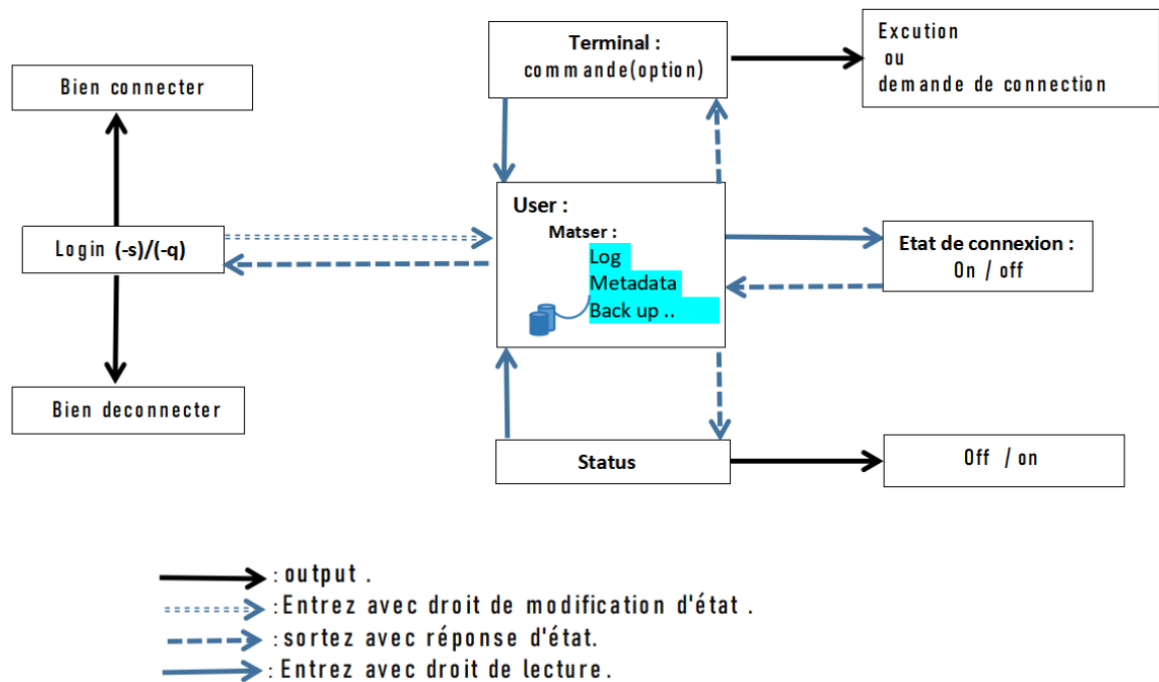 Terminal :
commande(option)
Excution
ou
demande de connection
Bien connecter
Login (-s)/(-q)
User :
Matser :
Log
Metadata
Back up ..
Etat de connexion :
On / off
Bien deconnecter
Status
Off / on
: output .
: Entrez avec droit de modification d'état .
: sortez avec réponse d'état.
: Entrez avec droit de lecture .